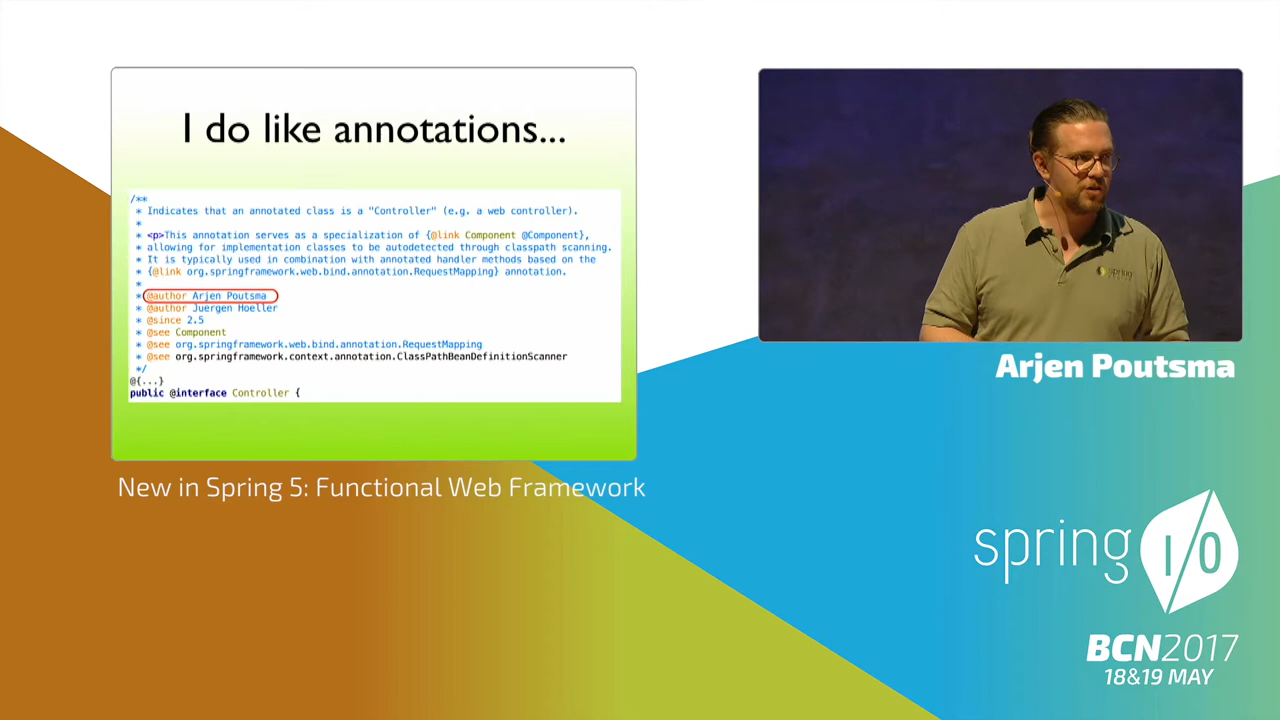 I do like annotations...
/**
* Indicates that an annotated class is a "Controller" (e.g. a web controller).
*
* <p>This annotation serves as a specialization of {@link Component @Component},
* allowing for implementation classes to be autodetected through classpath scanning.
* It is typically used in combination with annotated handler methods based on the
* {@link org.springframework.web.bind.annotation.RequestMapping} annotation.
*
* @author Arjen Poutsma
* @author Juergen Hoeller
* @since 2.5
* @see Component
* @see org.springframework.web.bind.annotation.RequestMapping
* @see org.springframework.context.annotation.ClassPathBeanDefinitionScanner
*/
@{...}
public @interface Controller {
New in Spring 5: Functional Web Framework
spring
Arjen Poutsma
spring I/O
BCN2017
18&19 MAY